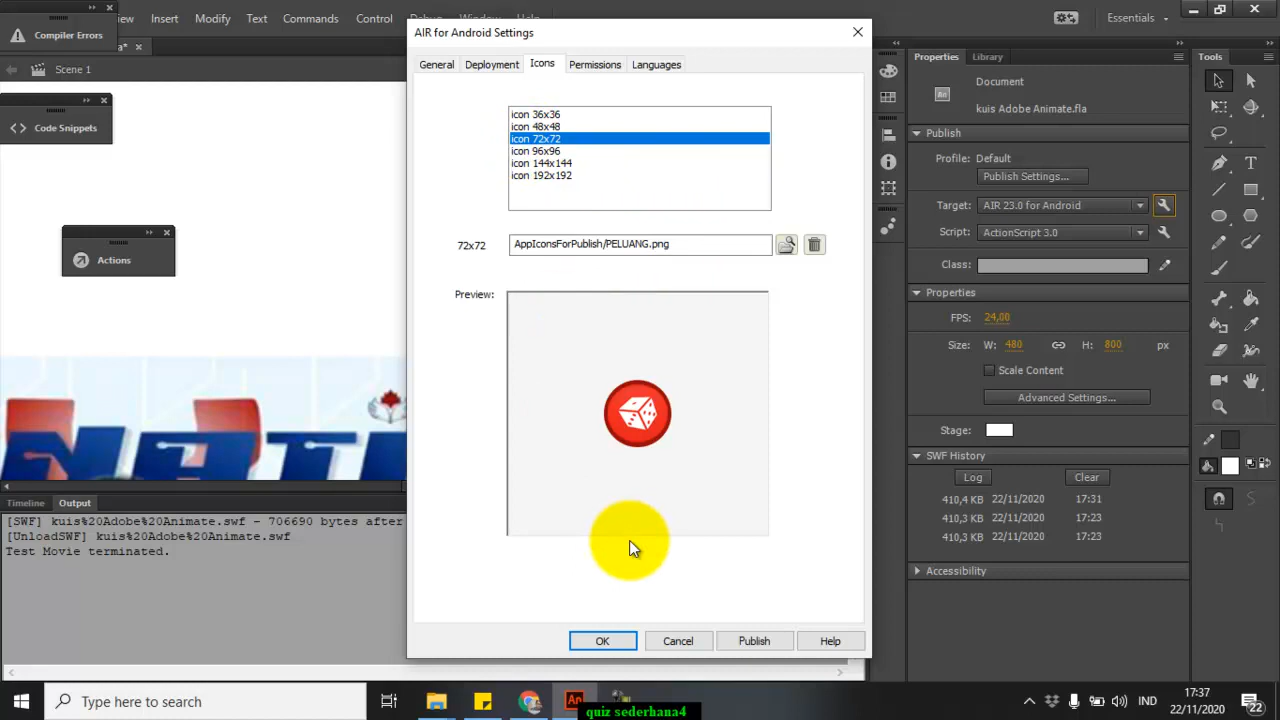 Compiler Errors
ew Insert Modify Text Commands Control Debug Window
Essentials
AIR for Android Settings
Scene 1
Code Snippets
Actions
General Deployment Icons Permissions Languages
icon 36x36
icon 48x48
icon 72x72
icon 96x96
icon 144x144
icon 192x192
72x72 AppIconsForPublish/PELUANG.png
Preview:
OK Cancel Publish Help
Properties Library
Tools
Document
An kuis Adobe Animate.fla
Publish
Profile: Default
Publish Settings...
Target: AIR 23.0 for Android
Script: ActionScript 3.0
Class:
Properties
FPS: 24,00
Size: W: 480 H: 800 px
Scale Content
Advanced Settings...
Stage:
SWF History
Log Clear
410,4 KB 22/11/2020 17:31
410,3 KB 22/11/2020 17:23
410,3 KB 22/11/2020 17:23
Accessibility
Timeline Output
[SWF] kuis%20Adobe%20Animate.swf - 706690 bytes after
[UnloadSWF] kuis%20Adobe%20Animate.swf
Test Movie terminated.
Type here to search
An
quiz sederhana4
IND
17:37
22/11/2020
22